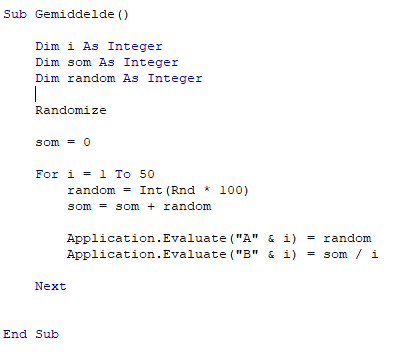 Sub Gemiddelde()
Dim i As Integer
Dim som As Integer
Dim random As Integer
Randomize
som = 0
For i = 1 To 50
random = Int(Rnd * 100)
som = som + random
Application.Evaluate("A" & i) = random
Application.Evaluate("B" & i) = som / i
Next
End Sub